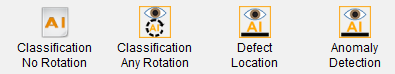 AI
AI
AI
AI
Classification
No Rotation
Classification
Any Rotation
Defect
Location
Anomaly
Detection